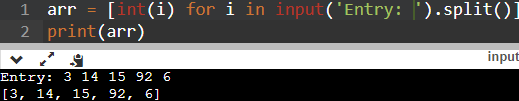 1 arr = [int(i) for i in input('Entry: ').split()]
2 print(arr)
input
Entry: 3 14 15 92 6
[3, 14, 15, 92, 6]